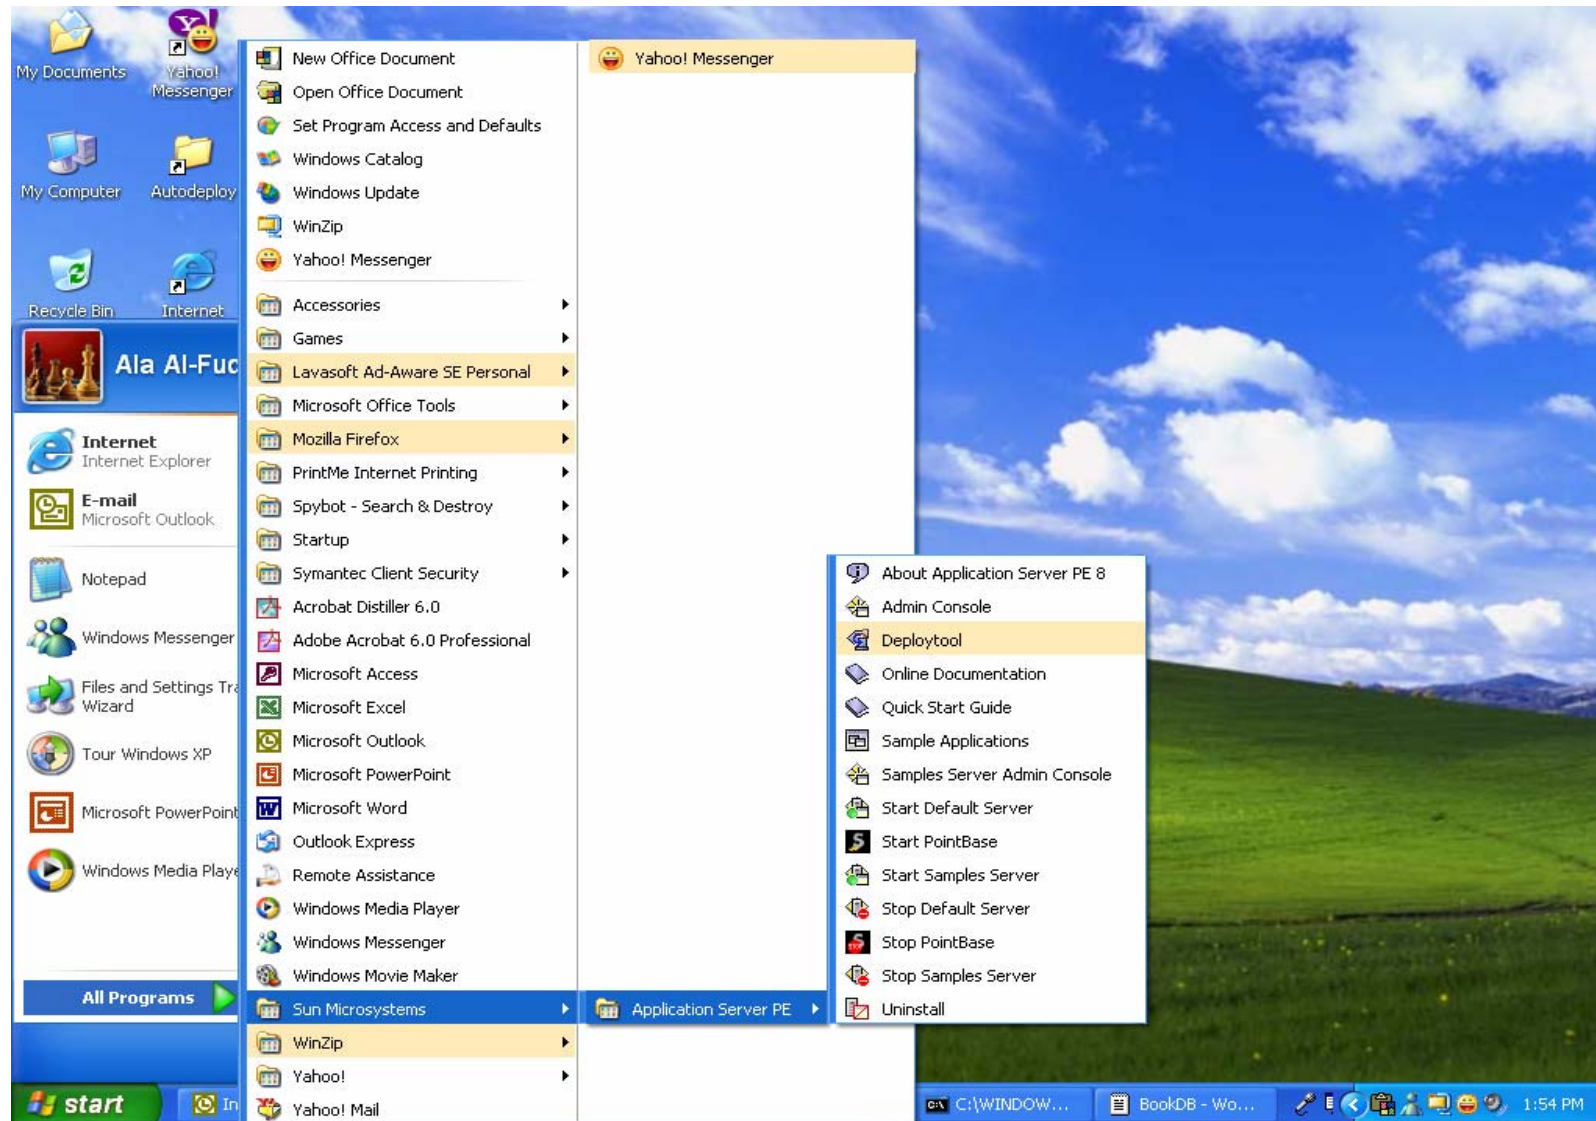 My Documents
Yahoo!
Messenger
My Computer
Autodeploy
Recycle Bin
Internet
Ala Al-Fuq
Internet
Internet Explorer
E-mail
Microsoft Outlook
Notepad
Windows Messenger
Files and Settings Tra
Wizard
Tour Windows XP
Microsoft PowerPoint
Windows Media Playe
All Programs
New Office Document
Open Office Document
Set Program Access and Defaults
Windows Catalog
Windows Update
WinZip
Yahoo! Messenger
Accessories
Games
Lavasoft Ad-Aware SE Personal
Microsoft Office Tools
Mozilla Firefox
PrintMe Internet Printing
Spybot - Search & Destroy
Startup
Symantec Client Security
Acrobat Distiller 6.0
Adobe Acrobat 6.0 Professional
Microsoft Access
Microsoft Excel
Microsoft Outlook
Microsoft PowerPoint
Microsoft Word
Outlook Express
Remote Assistance
Windows Media Player
Windows Messenger
Windows Movie Maker
Sun Microsystems
WinZip
Yahoo!
Yahoo! Mail
Yahoo! Messenger
Application Server PE
About Application Server PE 8
Admin Console
Deploytool
Online Documentation
Quick Start Guide
Sample Applications
Samples Server Admin Console
Start Default Server
Start PointBase
Start Samples Server
Stop Default Server
Stop PointBase
Stop Samples Server
Uninstall
start
In
C:\WINDOW...
BookDB - Wo...
1:54 PM